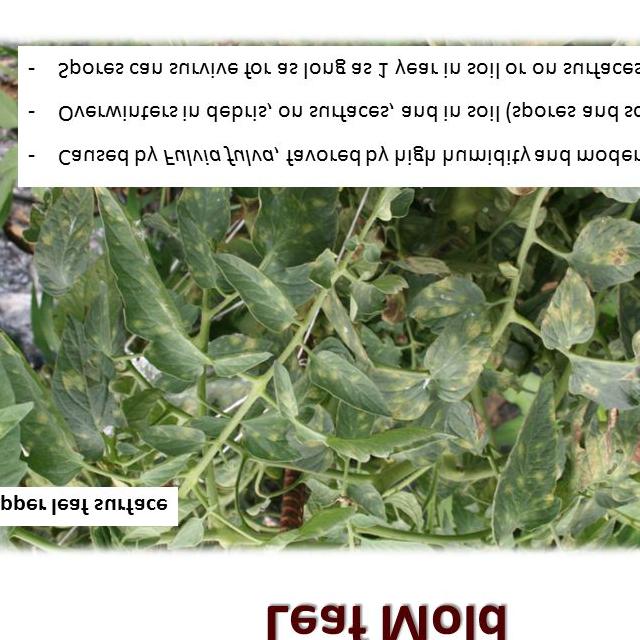 Leaf Mold
pper leaf surface
- Caused by Fulvia fulva, favored by high humidity and moder
- Overwinters in debris, on surfaces, and in soil (spores and sc
- Spores can survive for as long as 1 year in soil or on surfaces